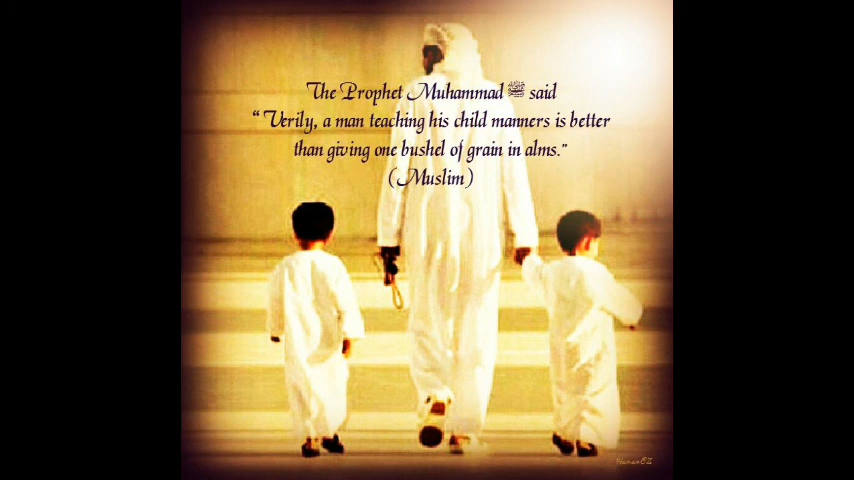 The Prophet Muhammad ﷺ said
“Verily, a man teaching his child manners is better
than giving one bushel of grain in alms.”
(Muslim)